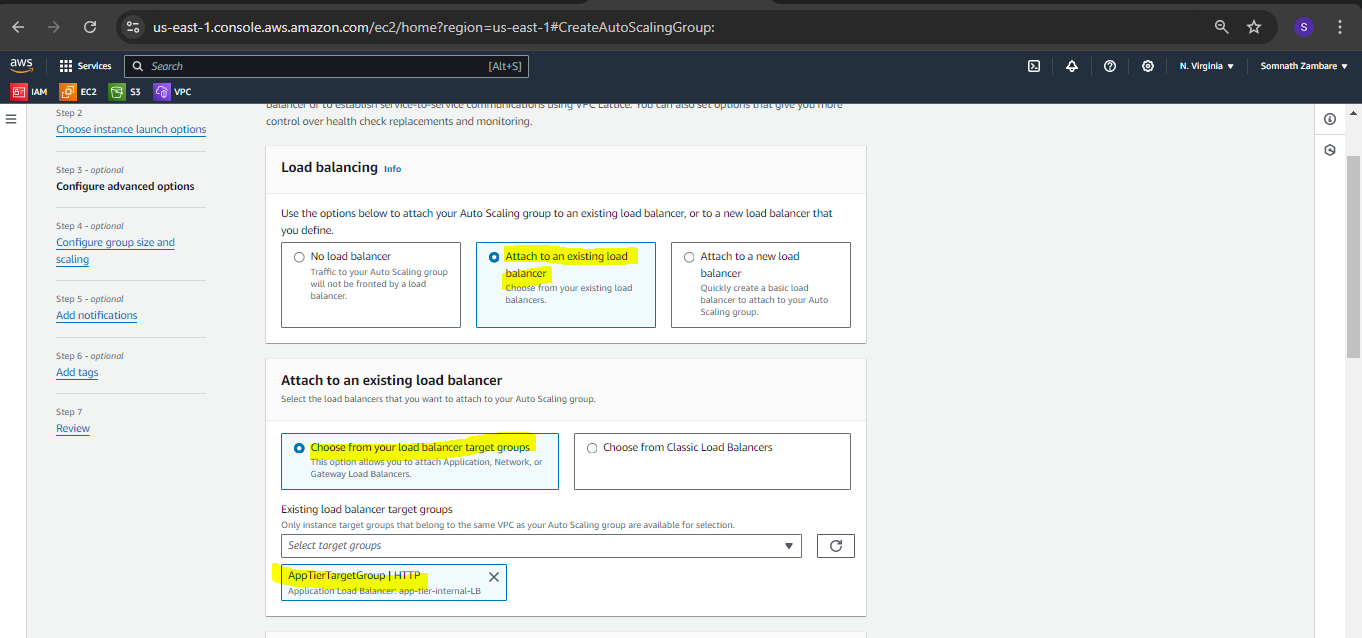 us-east-1.console.aws.amazon.com/ec2/home?region=us-east-1#CreateAutoScalingGroup:
S
aws
Services
Search
[Alt+S]
N. Virginia
Somnath Zambare
IAM
EC2
S3
VPC
Step 2
Choose instance launch options
Step 3 - optional
Configure advanced options
Step 4 - optional
Configure group size and
scaling
Step 5 - optional
Add notifications
Step 6 - optional
Add tags
Step 7
Review
balancer or to establish service-to-service communications using VPC Lattice. You can also set options that give you more
control over health check replacements and monitoring.
Load balancing Info
Use the options below to attach your Auto Scaling group to an existing load balancer, or to a new load balancer that
you define.
No load balancer
Traffic to your Auto Scaling group
will not be fronted by a load
balancer.
Attach to an existing load
balancer
Choose from your existing load
balancers.
Attach to a new load
balancer
Quickly create a basic load
balancer to attach to your Auto
Scaling group.
Attach to an existing load balancer
Select the load balancers that you want to attach to your Auto Scaling group.
Choose from your load balancer target groups
This option allows you to attach Application, Network, or
Gateway Load Balancers.
Choose from Classic Load Balancers
Existing load balancer target groups
Only instance target groups that belong to the same VPC as your Auto Scaling group are available for selection.
Select target groups
AppTierTargetGroup | HTTP
Application Load Balancer: app-tier-internal-LB